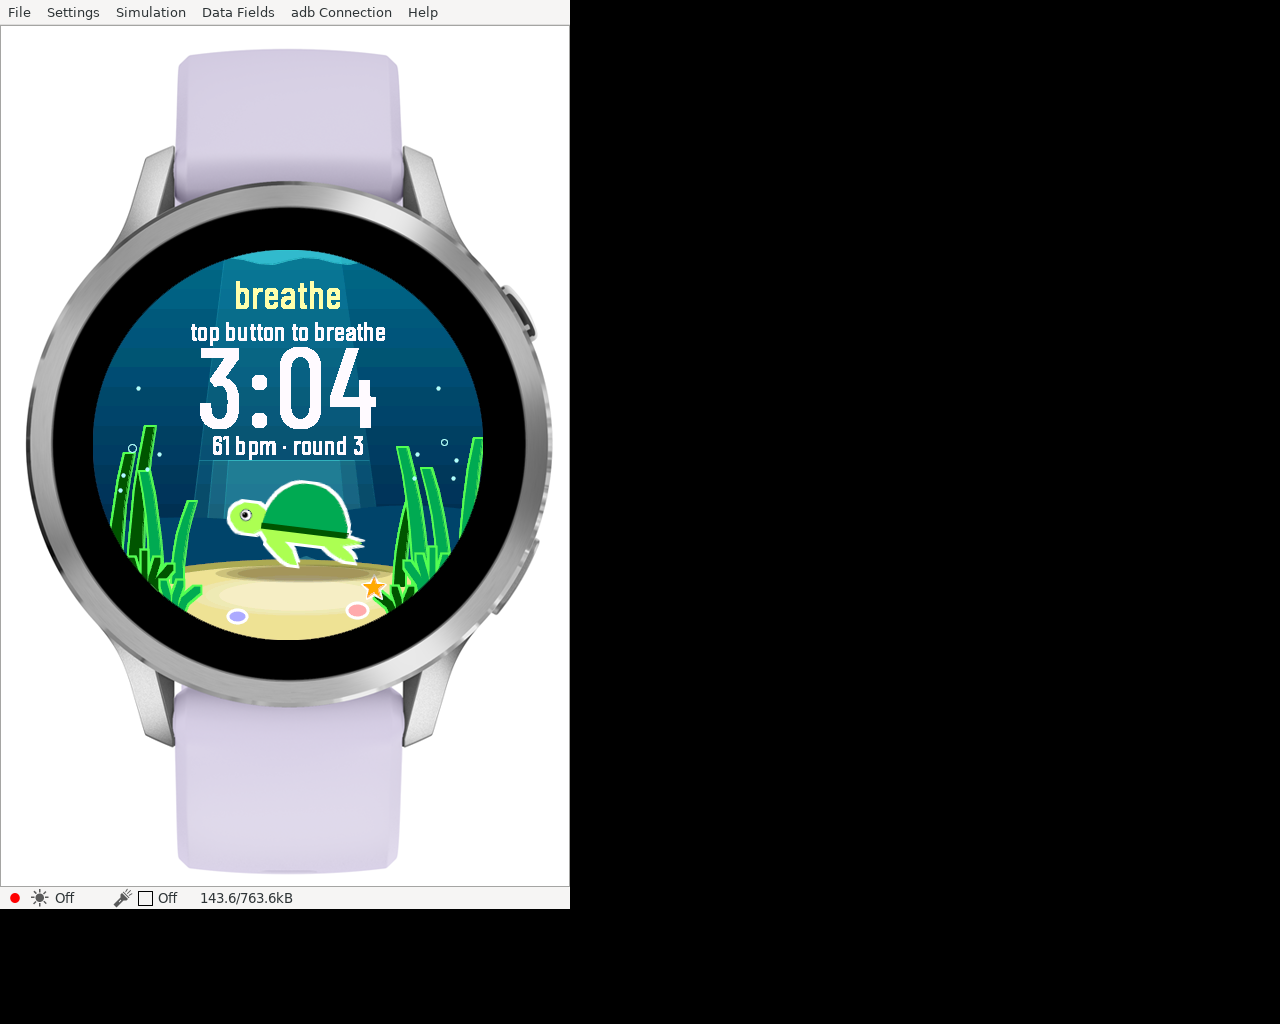 File Settings Simulation Data Fields adb Connection Help
breathe
top button to breathe
3:04
61 bpm · round 3
Off Off 143.6/763.6kB